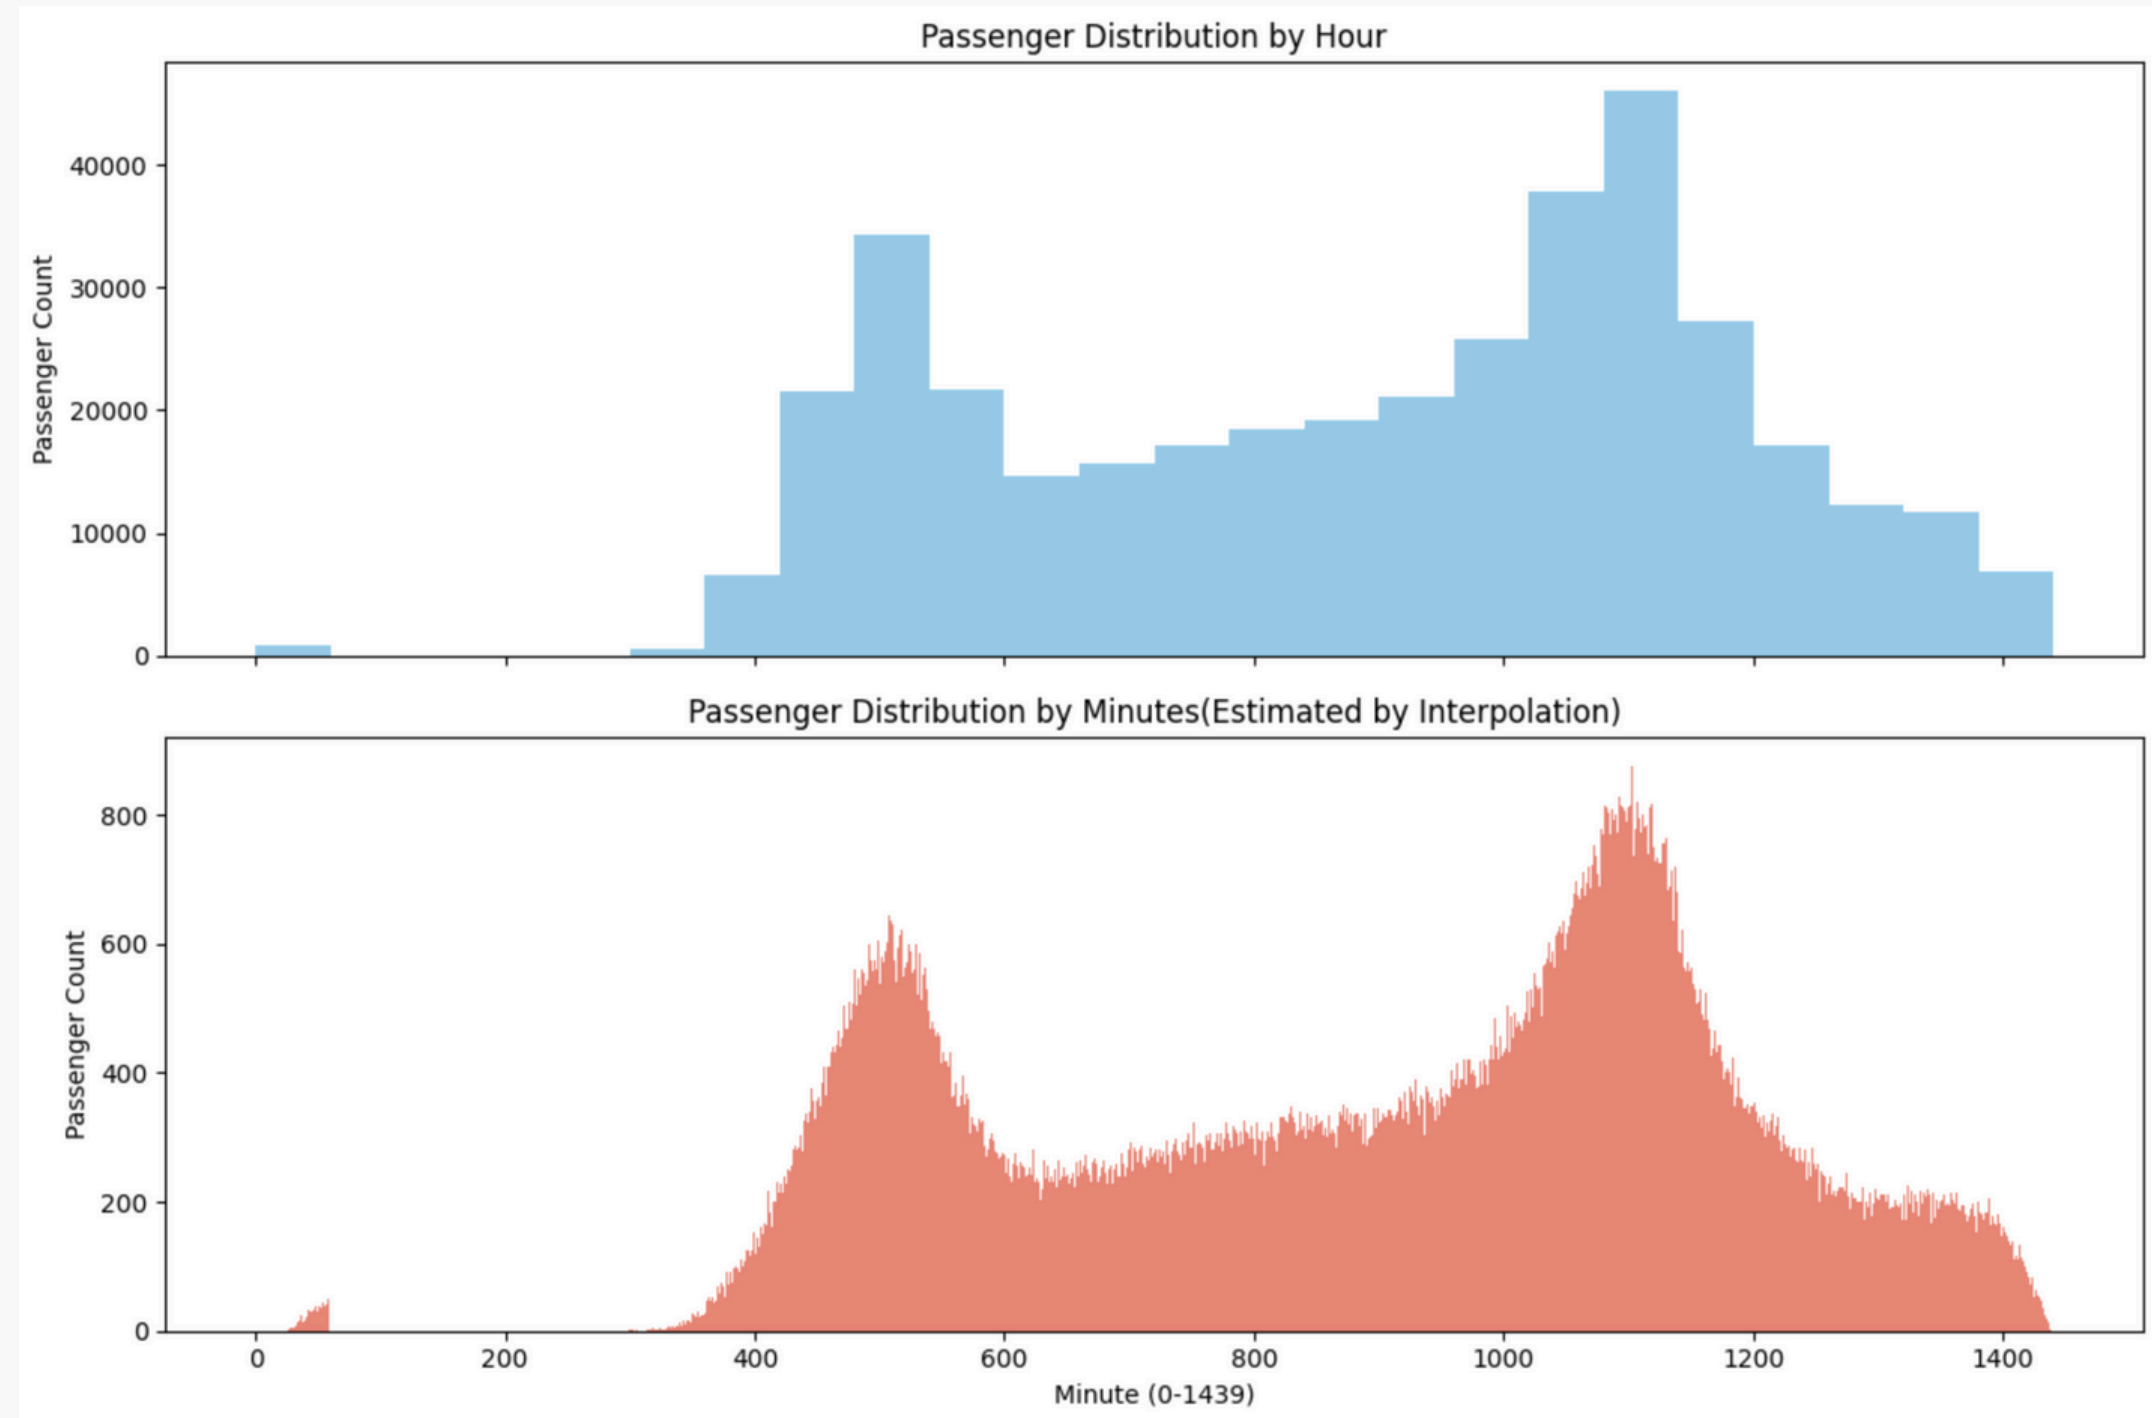 Passenger Distribution by Hour
Passenger Count
40000
30000
20000
10000
0
Passenger Distribution by Minutes(Estimated by Interpolation)
Passenger Count
800
600
400
200
0
0 200 400 600 800 1000 1200 1400
Minute (0-1439)